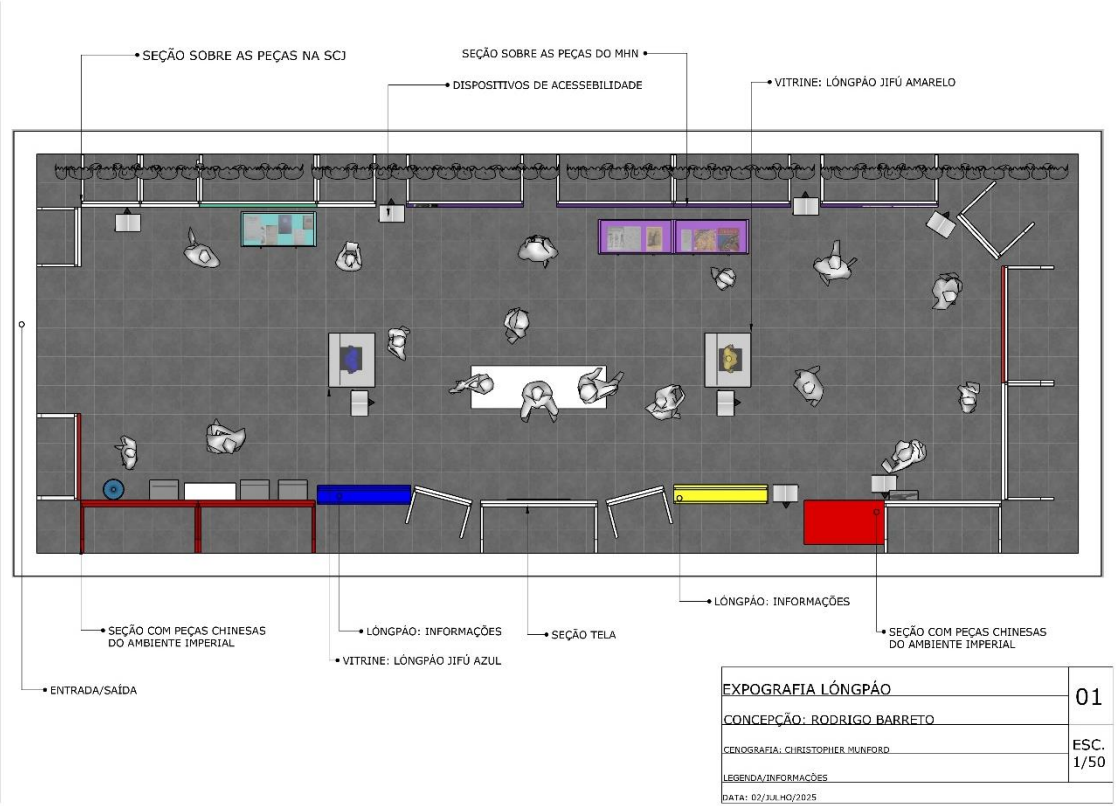 SEÇÃO SOBRE AS PEÇAS NA SCJ
SEÇÃO SOBRE AS PEÇAS DO MHN
DISPOSITIVOS DE ACESSEBILIDADE
VITRINE: LÓNGPÁO JIFÚ AMARELO
LÓNGPÁO: INFORMAÇÕES
SEÇÃO COM PEÇAS CHINESAS
DO AMBIENTE IMPERIAL
LÓNGPÁO: INFORMAÇÕES
SEÇÃO TELA
SEÇÃO COM PEÇAS CHINESAS
DO AMBIENTE IMPERIAL
VITRINE: LÓNGPÁO JIFÚ AZUL
ENTRADA/SAÍDA
EXPOGRAFIA LÓNGPÁO
01
CONCEPÇÃO: RODRIGO BARRETO
CENOGRAFIA: CHRISTOPHER MUNFORD
ESC.
1/50
LEGENDA/INFORMAÇÕES
DATA: 02/JULHO/2025